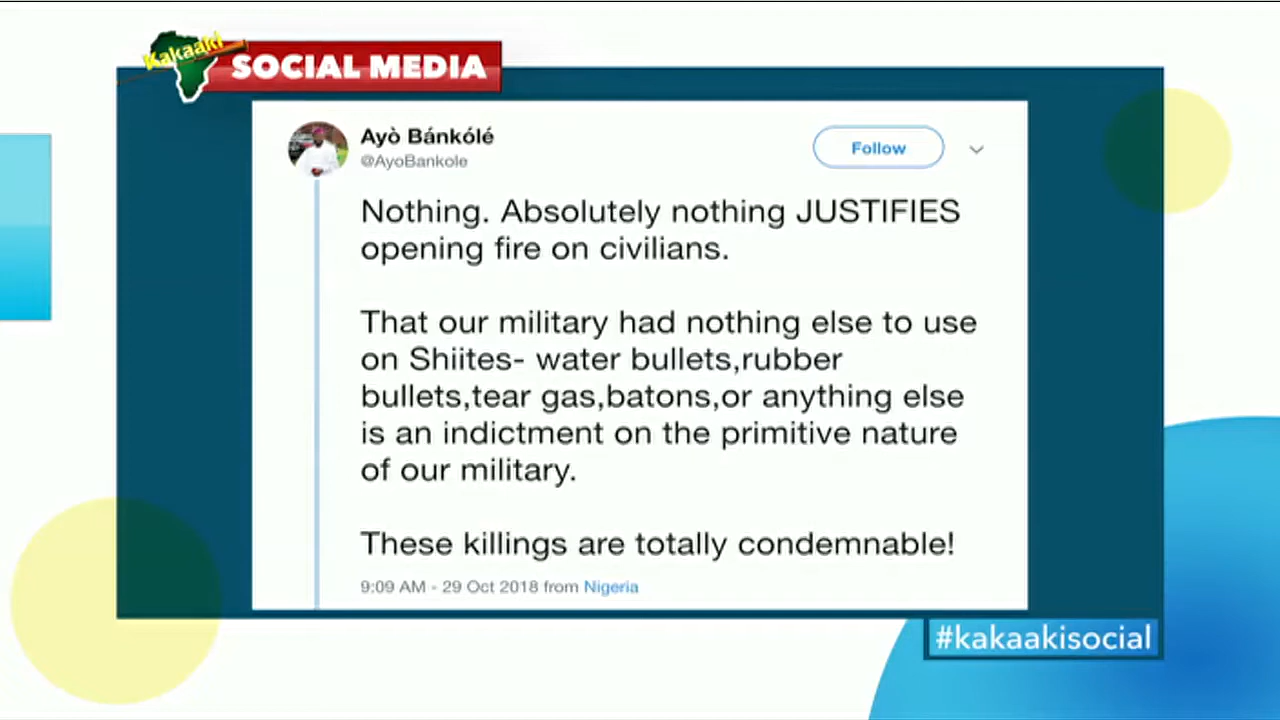 Kakaaki
SOCIAL MEDIA
Ayò Bánkólé
@AyoBankole
Follow
Nothing. Absolutely nothing JUSTIFIES
opening fire on civilians.
That our military had nothing else to use
on Shiites- water bullets,rubber
bullets,tear gas,batons,or anything else
is an indictment on the primitive nature
of our military.
These killings are totally condemnable!
9:09 AM - 29 Oct 2018 from Nigeria
#kakaakisocial